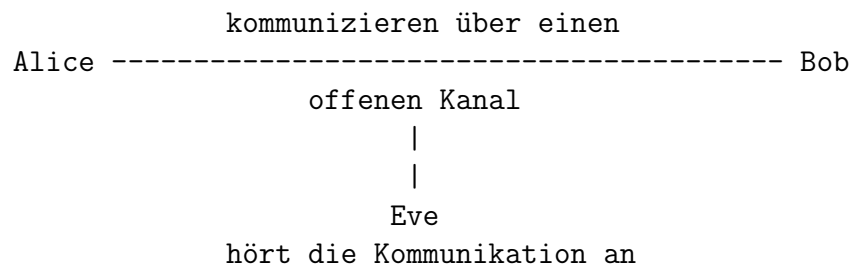 kommunizieren über einen
Alice ----------------------------------------- Bob
offenen Kanal
|
|
Eve
hört die Kommunikation an